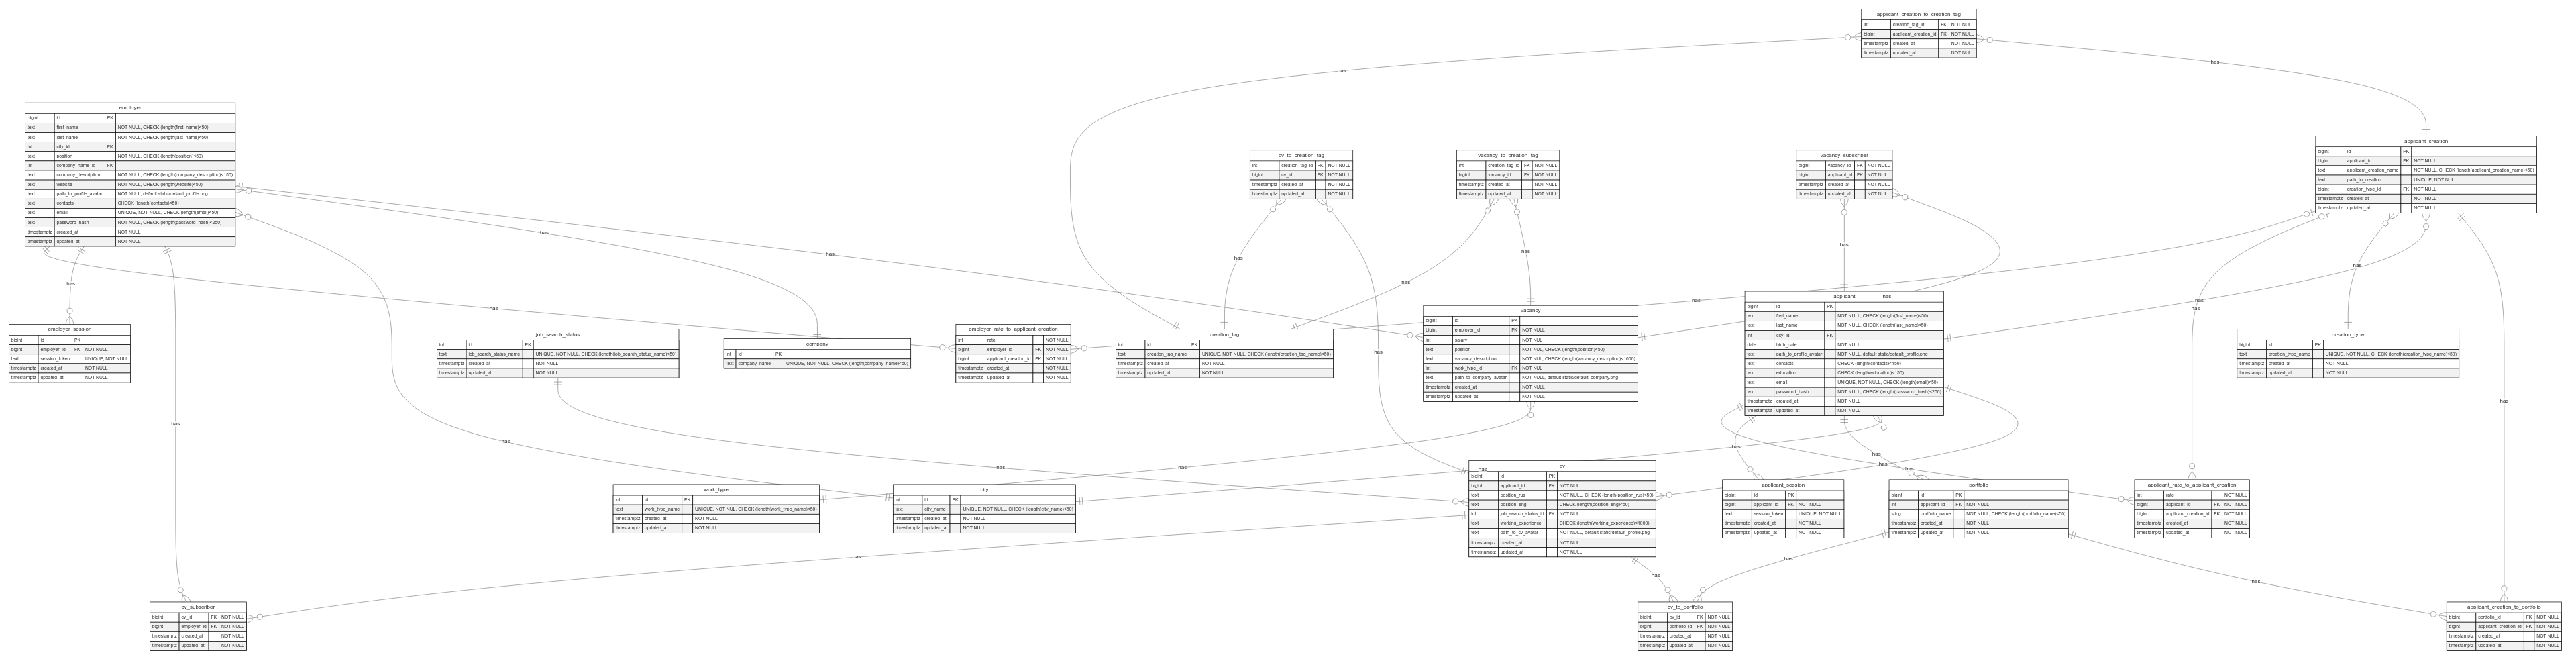 applicant_creation_to_creation_tag
int creation_tag_id FK NOT NULL
bigint applicant_creation_id FK NOT NULL
timestamptz created_at NOT NULL
timestamptz updated_at NOT NULL
has
has
employer
bigint id PK
text first_name NOT NULL, CHECK (length(first_name)<50)
text last_name NOT NULL, CHECK (length(last_name)<50)
int city_id FK
text position NOT NULL, CHECK (length(position)<50)
int company_name_id FK
text company_description NOT NULL, CHECK (length(company_description)<150)
text website NOT NULL, CHECK (length(website)<50)
text path_to_profile_avatar NOT NULL, default static/default_profile.png
text contacts CHECK (length(contacts)<50)
text email UNIQUE, NOT NULL, CHECK (length(email)<50)
text password_hash NOT NULL, CHECK (length(password_hash)<250)
timestamptz created_at NOT NULL
timestamptz updated_at NOT NULL
cv_to_creation_tag
int creation_tag_id FK NOT NULL
bigint cv_id FK NOT NULL
timestamptz created_at NOT NULL
timestamptz updated_at NOT NULL
vacancy_to_creation_tag
int creation_tag_id FK NOT NULL
bigint vacancy_id FK NOT NULL
timestamptz created_at NOT NULL
timestamptz updated_at NOT NULL
vacancy_subscriber
bigint vacancy_id FK NOT NULL
bigint applicant_id FK NOT NULL
timestamptz created_at NOT NULL
timestamptz updated_at NOT NULL
applicant_creation
bigint id PK
bigint applicant_id FK NOT NULL
text applicant_creation_name NOT NULL, CHECK (length(applicant_creation_name)<50)
text path_to_creation UNIQUE, NOT NULL
bigint creation_type_id FK NOT NULL
timestamptz created_at NOT NULL
timestamptz updated_at NOT NULL
has
has
has
has
has
has
has
has
has
has
has
has
has
employer_session
bigint id PK
bigint employer_id FK NOT NULL
text session_token UNIQUE, NOT NULL
timestamptz created_at NOT NULL
timestamptz updated_at NOT NULL
job_search_status
int id PK
text job_search_status_name UNIQUE, NOT NULL, CHECK (length(job_search_status_name)<50)
timestamptz created_at NOT NULL
timestamptz updated_at NOT NULL
company
int id PK
text company_name UNIQUE, NOT NULL, CHECK (length(company_name)<50)
employer_rate_to_applicant_creation
int rate NOT NULL
bigint employer_id FK NOT NULL
bigint applicant_creation_id FK NOT NULL
timestamptz created_at NOT NULL
timestamptz updated_at NOT NULL
creation_tag
int id PK
text creation_tag_name UNIQUE, NOT NULL, CHECK (length(creation_tag_name)<50)
timestamptz created_at NOT NULL
timestamptz updated_at NOT NULL
vacancy
bigint id PK
bigint employer_id FK NOT NULL
int salary NOT NUL
text position NOT NUL, CHECK (length(position)<50)
text vacancy_description NOT NUL, CHECK (length(vacancy_description)<1000)
int work_type_id FK NOT NUL
text path_to_company_avatar NOT NULL, default static/default_company.png
timestamptz created_at NOT NULL
timestamptz updated_at NOT NULL
applicant
bigint id PK
text first_name NOT NULL, CHECK (length(first_name)<50)
text last_name NOT NULL, CHECK (length(last_name)<50)
int city_id FK
date birth_date NOT NULL
text path_to_profile_avatar NOT NULL, default static/default_profile.png
text contacts CHECK (length(contacts)<150)
text education CHECK (length(education)<150)
text email UNIQUE, NOT NULL, CHECK (length(email)<50)
text password_hash NOT NULL, CHECK (length(password_hash)<250)
timestamptz created_at NOT NULL
timestamptz updated_at NOT NULL
creation_type
bigint id PK
text creation_type_name UNIQUE, NOT NULL, CHECK (length(creation_type_name)<50)
timestamptz created_at NOT NULL
timestamptz updated_at NOT NULL
has
has
has
has
has
has
has
has
has
has
has
work_type
int id PK
text work_type_name UNIQUE, NOT NUL, CHECK (length(work_type_name)<50)
timestamptz created_at NOT NULL
timestamptz updated_at NOT NULL
city
int id PK
text city_name UNIQUE, NOT NULL, CHECK (length(city_name)<50)
timestamptz created_at NOT NULL
timestamptz updated_at NOT NULL
cv
bigint id PK
bigint applicant_id FK NOT NULL
text position_rus NOT NULL, CHECK (length(position_rus)<50)
text position_eng CHECK (length(position_eng)<50)
int job_search_status_id FK NOT NULL
text working_experience CHECK (length(working_experience)<1000)
text path_to_cv_avatar NOT NULL, default static/default_profile.png
timestamptz created_at NOT NULL
timestamptz updated_at NOT NULL
applicant_session
bigint id PK
bigint applicant_id FK NOT NULL
text session_token UNIQUE, NOT NULL
timestamptz created_at NOT NULL
timestamptz updated_at NOT NULL
portfolio
bigint id PK
int applicant_id FK NOT NULL
sting portfolio_name NOT NULL, CHECK (length(portfolio_name)<50)
timestamptz created_at NOT NULL
timestamptz updated_at NOT NULL
applicant_rate_to_applicant_creation
int rate NOT NULL
bigint applicant_id FK NOT NULL
bigint applicant_creation_id FK NOT NULL
timestamptz created_at NOT NULL
timestamptz updated_at NOT NULL
has
has
has
has
cv_subscriber
bigint cv_id FK NOT NULL
bigint employer_id FK NOT NULL
timestamptz created_at NOT NULL
timestamptz updated_at NOT NULL
cv_to_portfolio
bigint cv_id FK NOT NULL
bigint portfolio_id FK NOT NULL
timestamptz created_at NOT NULL
timestamptz updated_at NOT NULL
applicant_creation_to_portfolio
bigint portfolio_id FK NOT NULL
bigint applicant_creation_id FK NOT NULL
timestamptz created_at NOT NULL
timestamptz updated_at NOT NULL